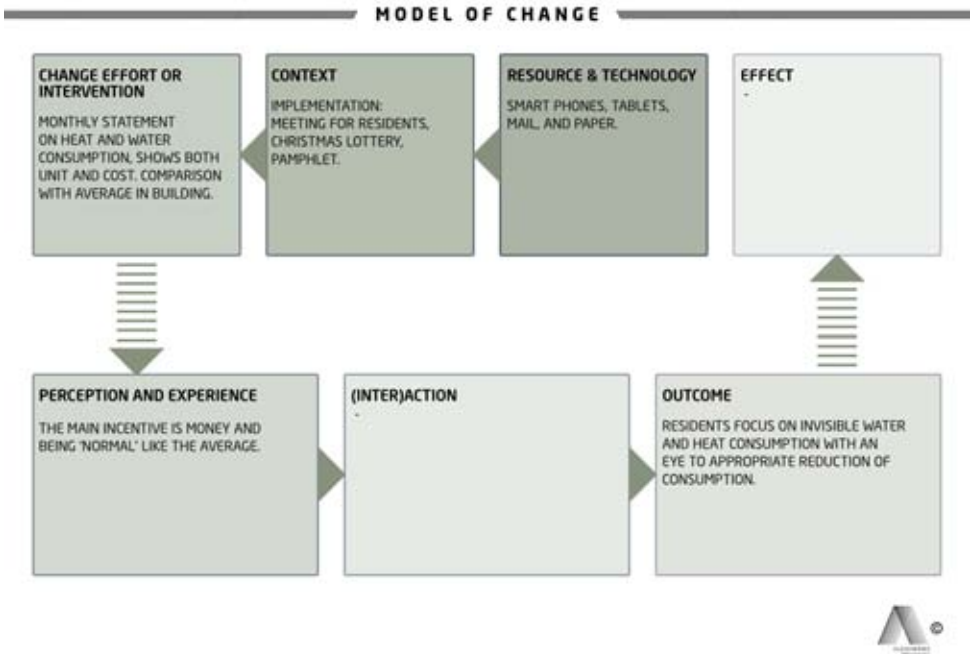 MODEL OF CHANGE
CHANGE EFFORT OR
INTERVENTION
MONTHLY STATEMENT
ON HEAT AND WATER
CONSUMPTION, SHOWS BOTH
UNIT AND COST. COMPARISON
WITH AVERAGE IN BUILDING.
CONTEXT
IMPLEMENTATION:
MEETING FOR RESIDENTS,
CHRISTMAS LOTTERY,
PAMPHLET.
RESOURCE & TECHNOLOGY
SMART PHONES, TABLETS,
MAIL, AND PAPER.
EFFECT
-
PERCEPTION AND EXPERIENCE
THE MAIN INCENTIVE IS MONEY AND
BEING 'NORMAL' LIKE THE AVERAGE.
(INTER)ACTION
-
OUTCOME
RESIDENTS FOCUS ON INVISIBLE WATER
AND HEAT CONSUMPTION WITH AN
EYE TO APPROPRIATE REDUCTION OF
CONSUMPTION.
©